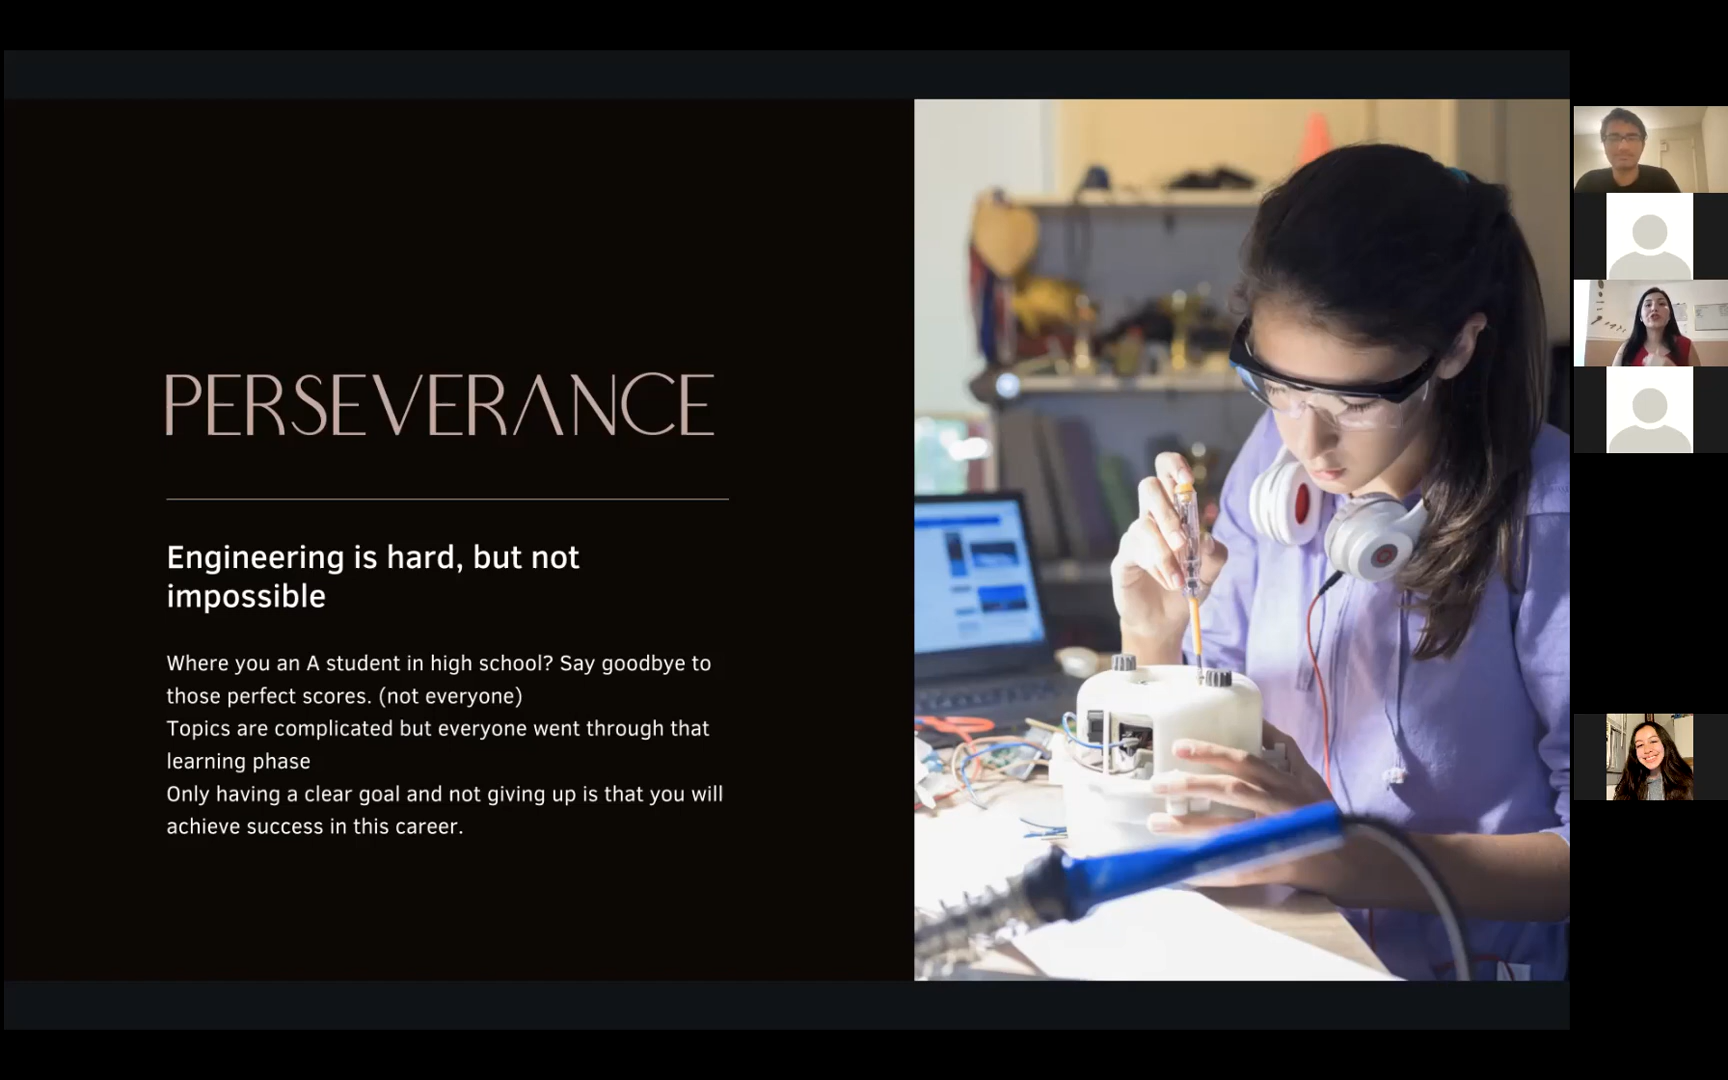 PERSEVERANCE
Engineering is hard, but not
impossible
Where you an A student in high school? Say goodbye to
those perfect scores. (not everyone)
Topics are complicated but everyone went through that
learning phase
Only having a clear goal and not giving up is that you will
achieve success in this career.